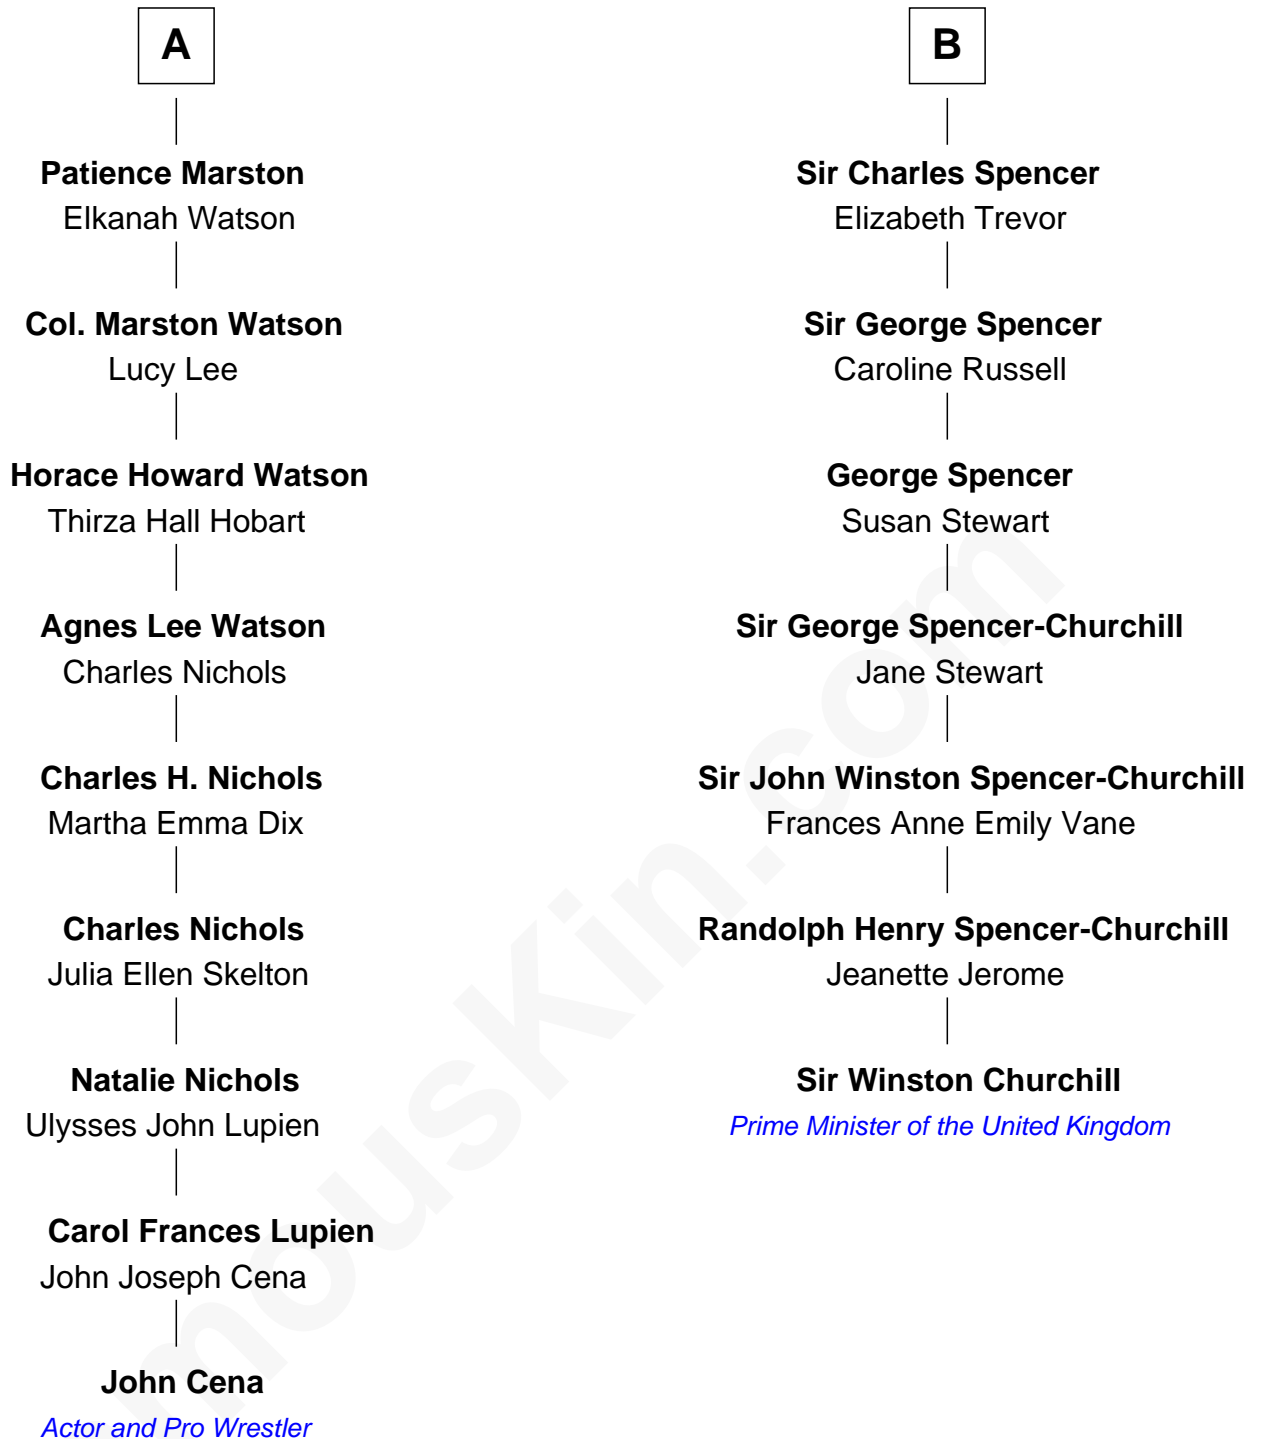 A
Patience Marston
Elkanah Watson
Col. Marston Watson
Lucy Lee
Horace Howard Watson
Thirza Hall Hobart
Agnes Lee Watson
Charles Nichols
Charles H. Nichols
Martha Emma Dix
Charles Nichols
Julia Ellen Skelton
Natalie Nichols
Ulysses John Lupien
Carol Frances Lupien
John Joseph Cena
John Cena
Actor and Pro Wrestler
B
Sir Charles Spencer
Elizabeth Trevor
Sir George Spencer
Caroline Russell
George Spencer
Susan Stewart
Sir George Spencer-Churchill
Jane Stewart
Sir John Winston Spencer-Churchill
Frances Anne Emily Vane
Randolph Henry Spencer-Churchill
Jeanette Jerome
Sir Winston Churchill
Prime Minister of the United Kingdom
mousKin.com